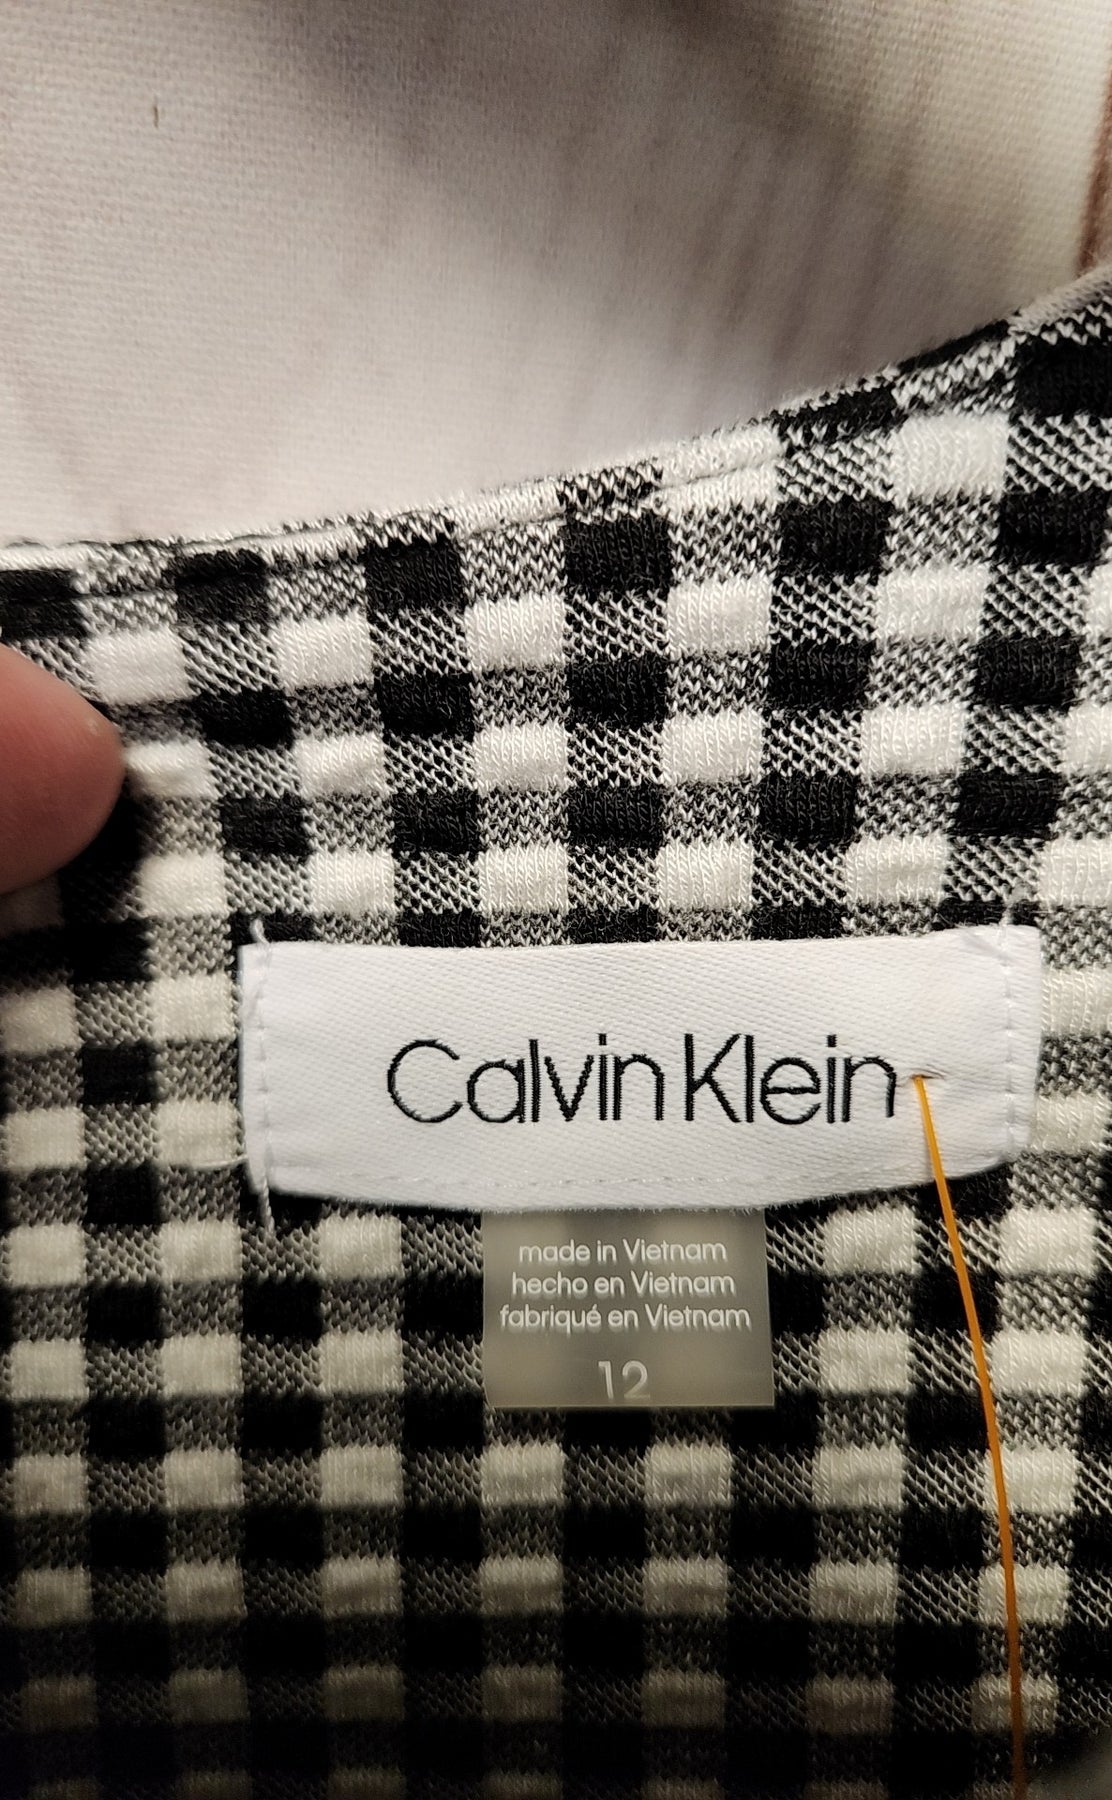 Calvin Klein
made in Vietnam
hecho en Vietnam
fabriqué en Vietnam
12